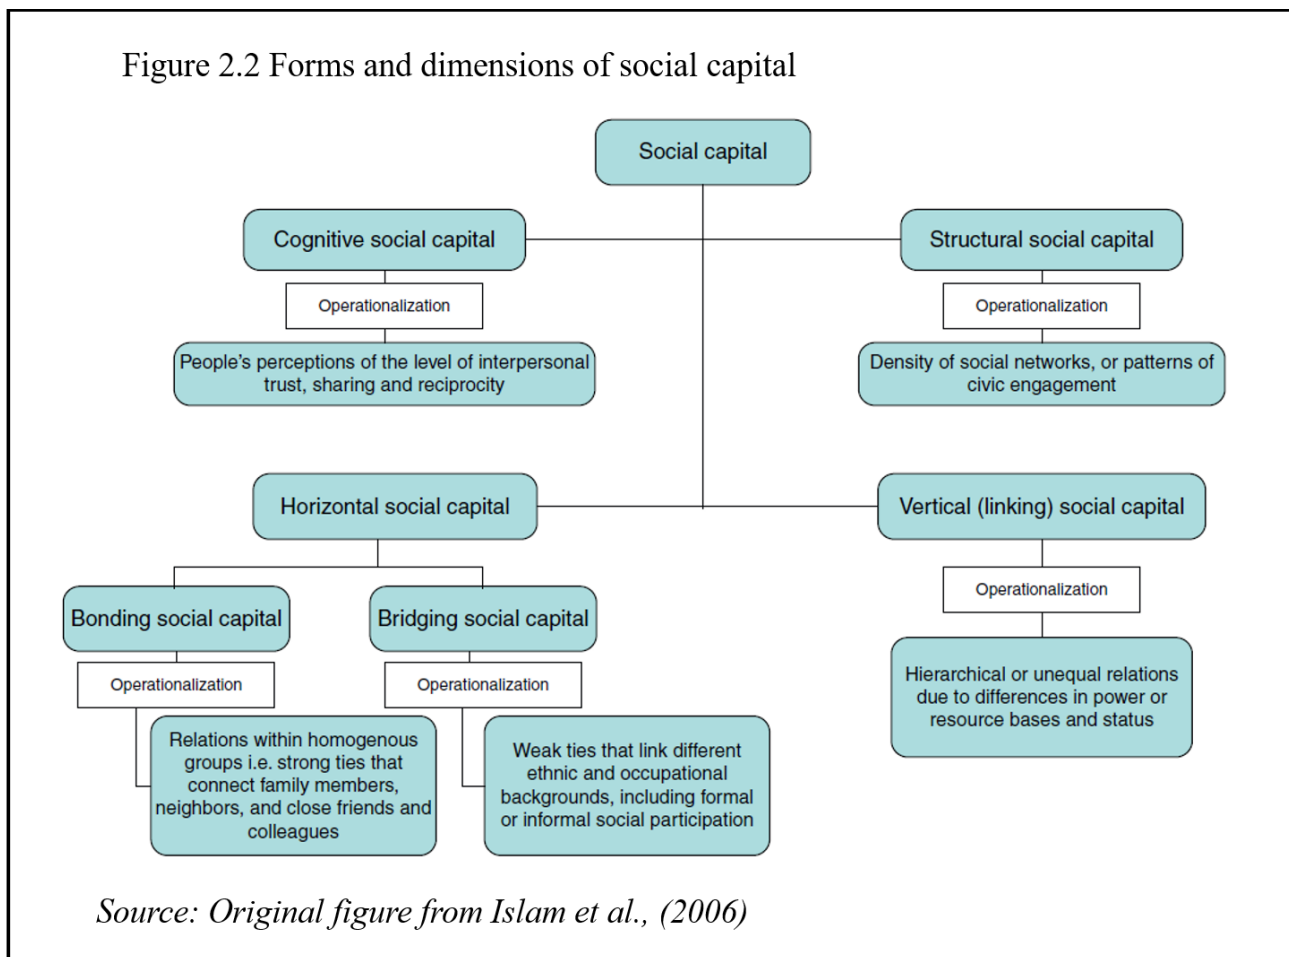 Figure 2.2 Forms and dimensions of social capital
Social capital
Cognitive social capital
Structural social capital
Operationalization
Operationalization
People's perceptions of the level of interpersonal
trust, sharing and reciprocity
Density of social networks, or patterns of
civic engagement
Horizontal social capital
Vertical (linking) social capital
Operationalization
Bonding social capital
Bridging social capital
Operationalization
Operationalization
Hierarchical or unequal relations
due to differences in power or
resource bases and status
Relations within homogenous
groups i.e. strong ties that
connect family members,
neighbors, and close friends and
colleagues
Weak ties that link different
ethnic and occupational
backgrounds, including formal
or informal social participation
Source: Original figure from Islam et al., (2006)